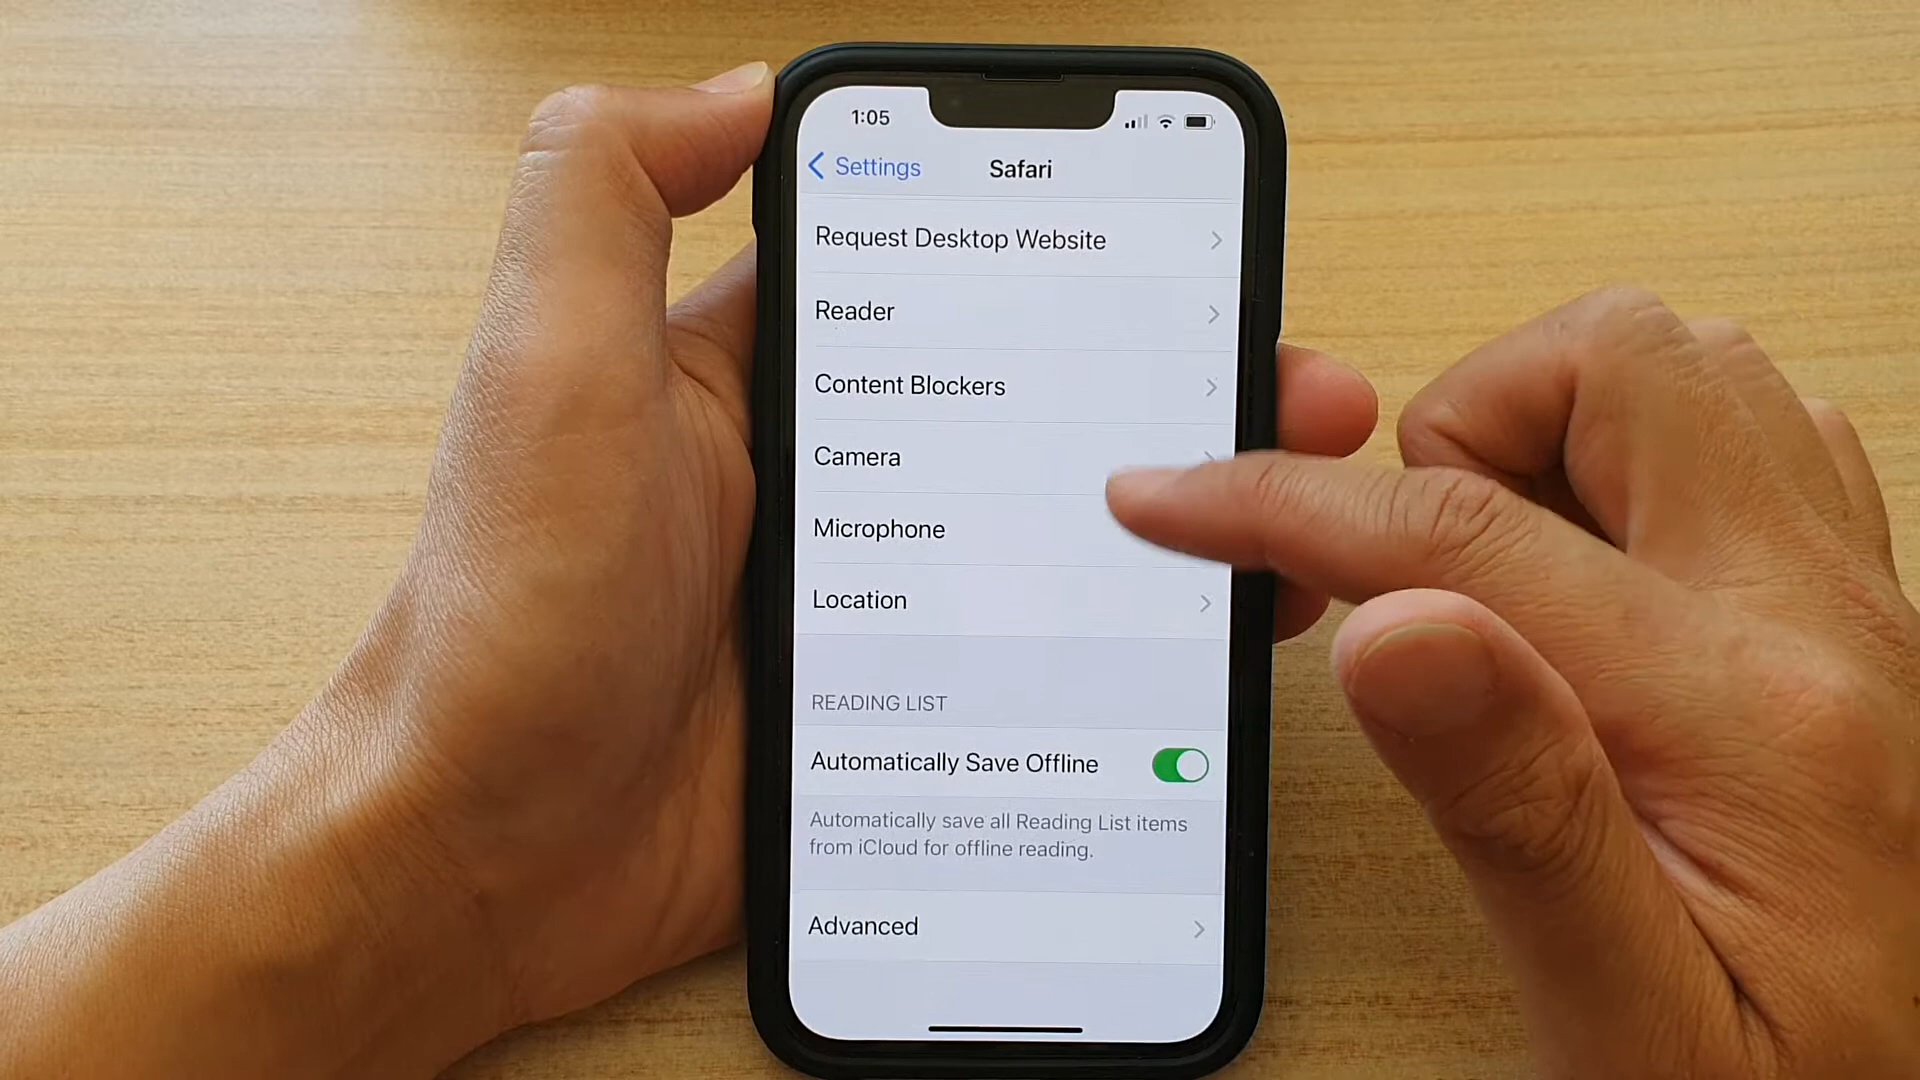 1:05
Settings
Safari
Request Desktop Website
Reader
Content Blockers
Camera
Microphone
Location
READING LIST
Automatically Save Offline
Automatically save all Reading List items
from iCloud for offline reading.
Advanced